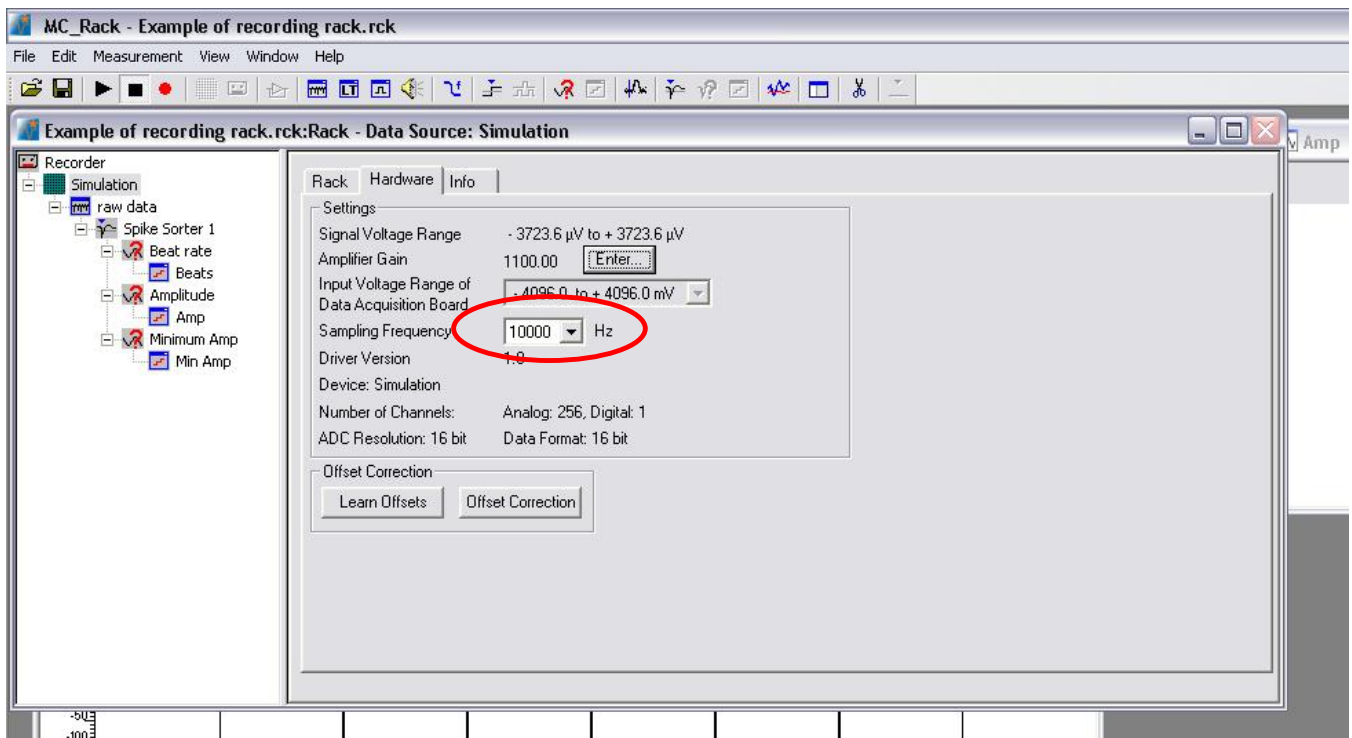 MC_Rack - Example of recording rack.rck
File Edit Measurement View Window Help
Example of recording rack.rck:Rack - Data Source: Simulation
Amp
Recorder
Simulation
raw data
Spike Sorter 1
Beat rate
Beats
Amplitude
Amp
Minimum Amp
Min Amp
Rack Hardware Info
Settings
Signal Voltage Range - 3723.6 µV to + 3723.6 µV
Amplifier Gain 1100.00 Enter...
Input Voltage Range of
Data Acquisition Board - 4096.0 to + 4096.0 mV
Sampling Frequency 10000 Hz
Driver Version 1.0
Device: Simulation
Number of Channels: Analog: 256, Digital: 1
ADC Resolution: 16 bit Data Format: 16 bit
Offset Correction
Learn Offsets Offset Correction
-50
-100